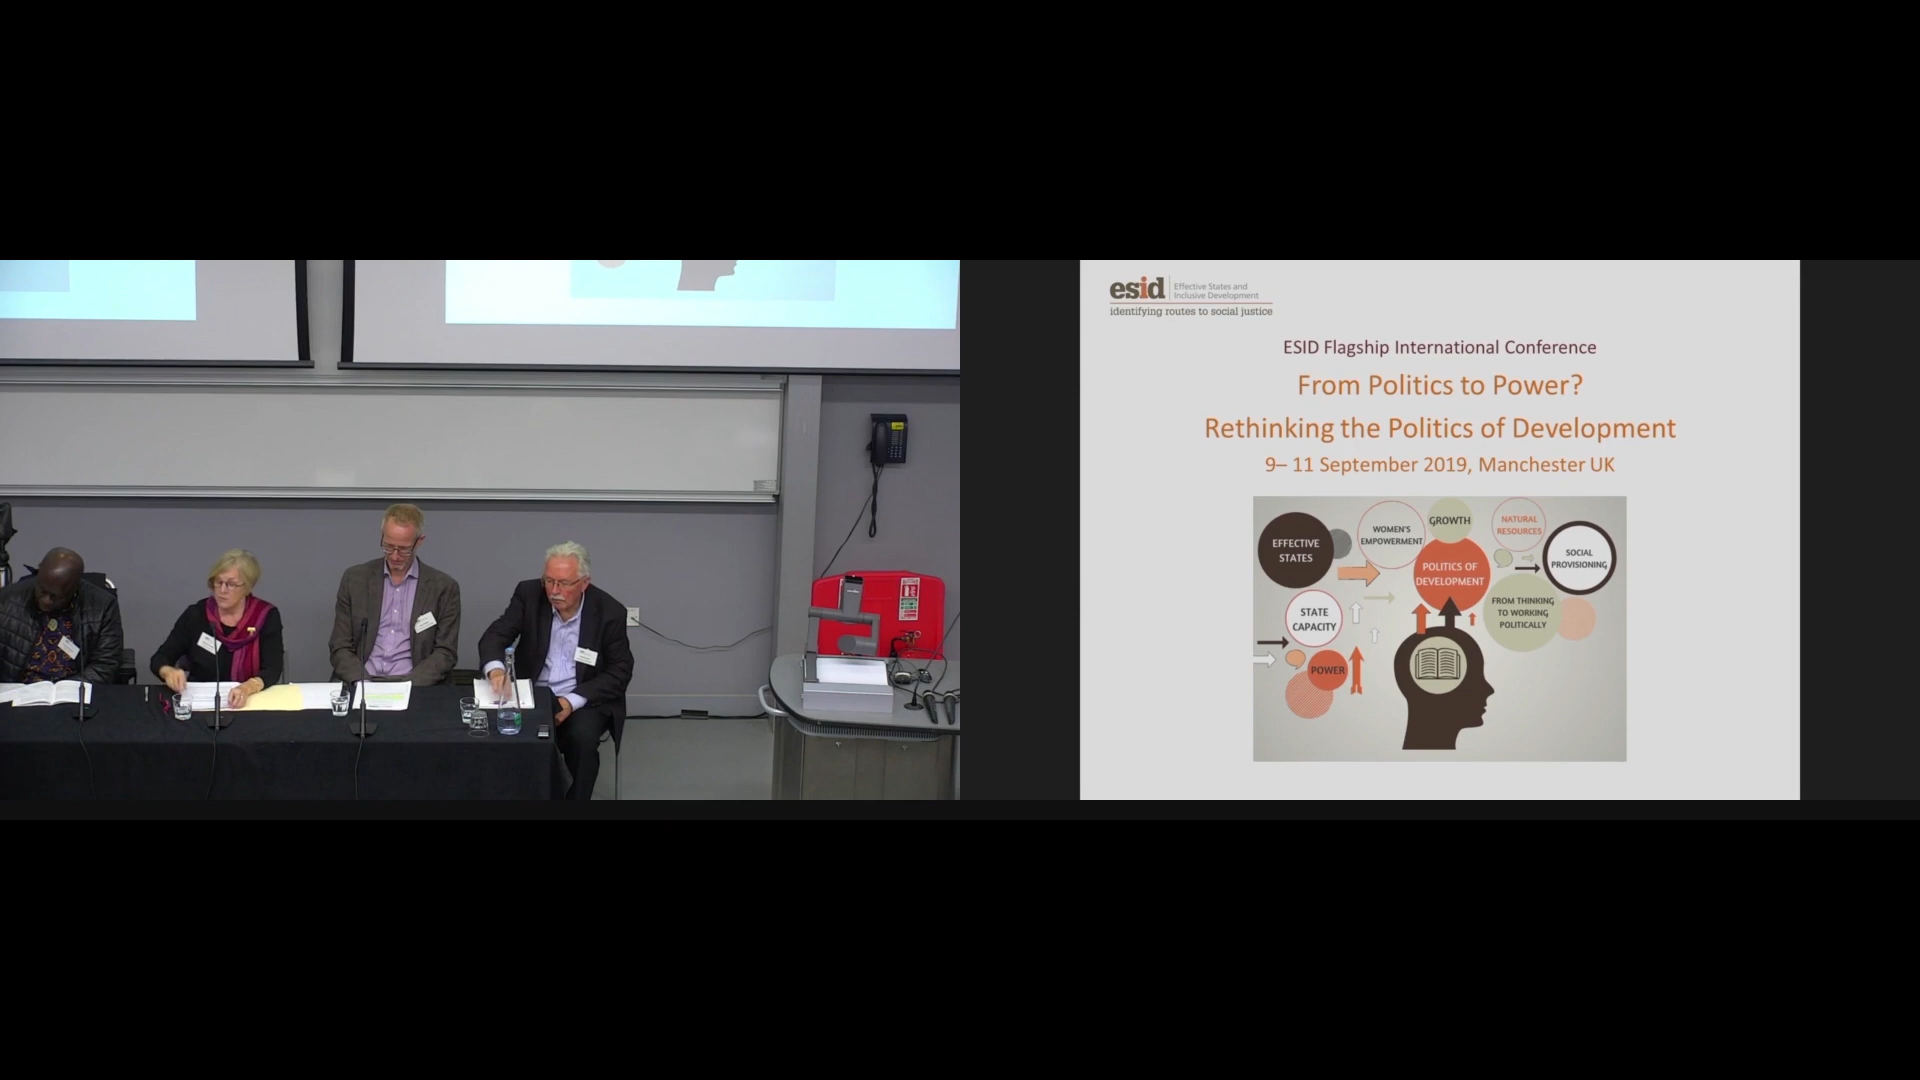 esid
Effective States and
Inclusive Development
identifying routes to social justice
ESID Flagship International Conference
From Politics to Power?
Rethinking the Politics of Development
9– 11 September 2019, Manchester UK
EFFECTIVE
STATES
WOMEN'S
EMPOWERMENT
GROWTH
NATURAL
RESOURCES
SOCIAL
PROVISIONING
POLITICS OF
DEVELOPMENT
FROM THINKING
TO WORKING
POLITICALLY
STATE
CAPACITY
POWER